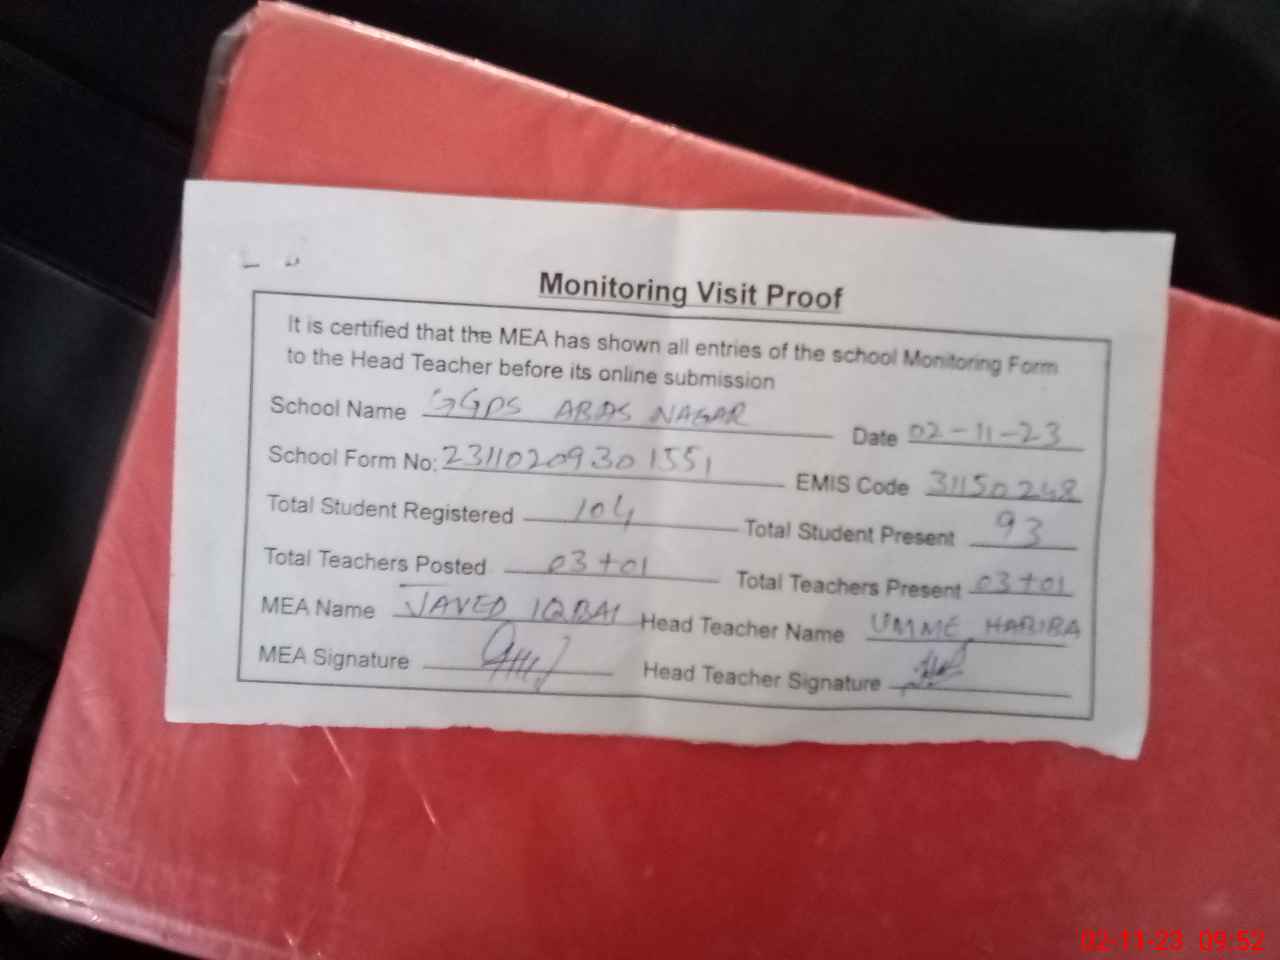 Monitoring Visit Proof
It is certified that the MEA has shown all entries of the school Monitoring Form
to the Head Teacher before its online submission
School Name GGPS ABAS NAGAR Date 02-11-23
School Form No: 2311020930 1551 EMIS Code 31150248
Total Student Registered 104 Total Student Present 93
Total Teachers Posted 03+01 Total Teachers Present 03+01
MEA Name JAVED IQBAL Head Teacher Name UMME HABIBA
MEA Signature Head Teacher Signature
02-11-23 09:52